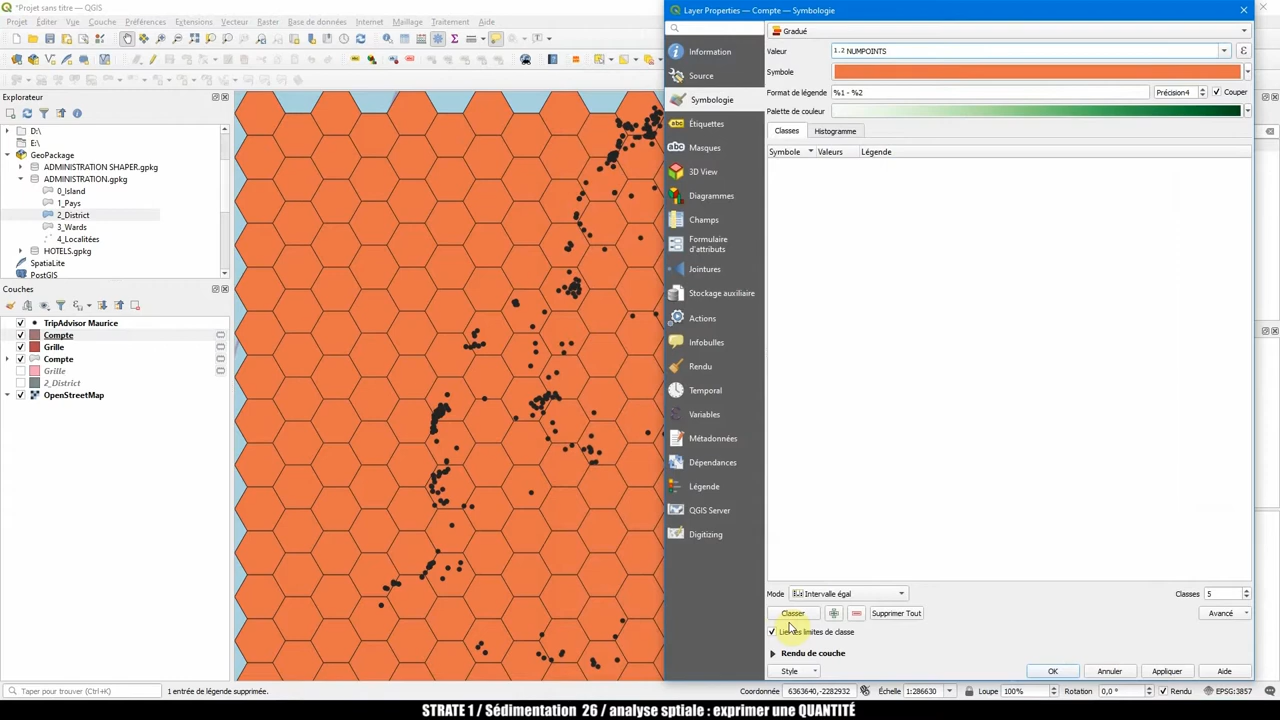 *Projet sans titre — QGIS
Projet Éditer Vue Couche Préférences Extensions Vecteur Raster Base de données Internet Maillage Traitement Aide
Explorateur
D:\
E:\
GeoPackage
ADMINISTRATION SHAPER.gpkg
ADMINISTRATION.gpkg
0_Island
1_Pays
2_District
3_Wards
4_Localitées
HOTELS.gpkg
SpatiaLite
PostGIS
Couches
TripAdvisor Maurice
Compte
Grille
Compte
Grille
2_District
OpenStreetMap
Layer Properties — Compte — Symbologie
Information
Source
Symbologie
Étiquettes
Masques
3D View
Diagrammes
Champs
Formulaire
d'attributs
Jointures
Stockage auxiliaire
Actions
Infobulles
Rendu
Temporal
Variables
Métadonnées
Dépendances
Légende
QGIS Server
Digitizing
Gradué
Valeur 1.2 NUMPOINTS
Symbole
Format de légende %1 - %2 Précision4 Couper
Palette de couleur
Classes Histogramme
Symbole Valeurs Légende
Mode Intervalle égal Classes 5
Classer Supprimer Tout Avancé
limites de classe
Rendu de couche
Style OK Annuler Appliquer Aide
Taper pour trouver (Ctrl+K) 1 entrée de légende supprimée. Coordonnée 6363640,-2282932 Échelle 1:286630 Loupe 100% Rotation 0,0 ° Rendu EPSG:3857
STRATE 1 / Sédimentation 26 / analyse sptiale : exprimer une QUANTITÉ